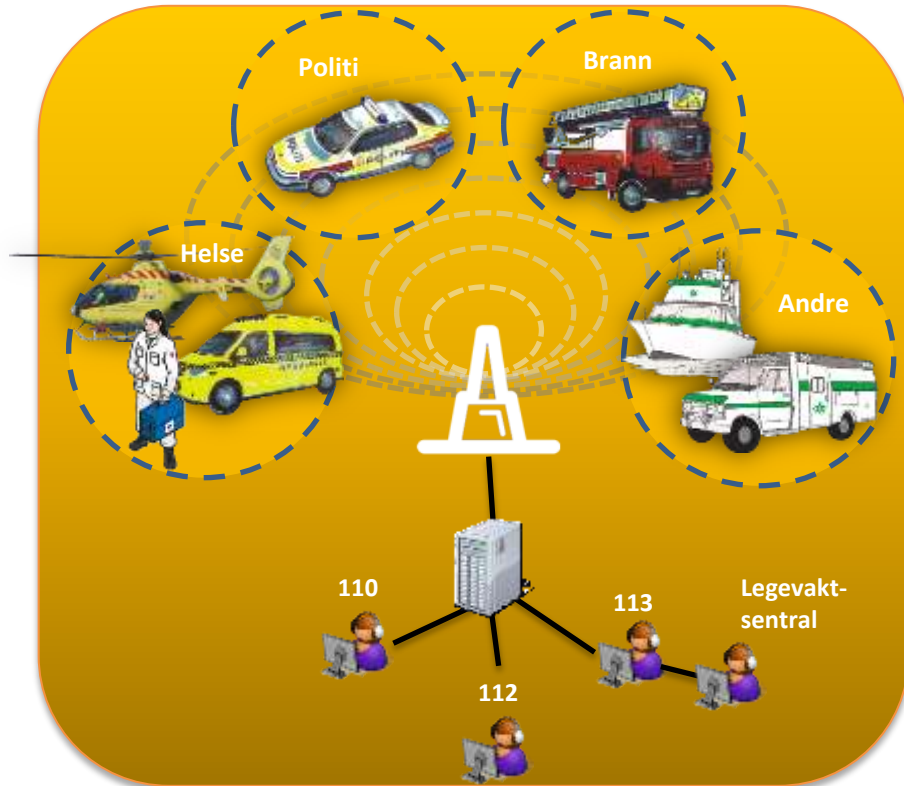 Politi
Brann
Helse
Andre
110
113
Legevakt-
sentral
112